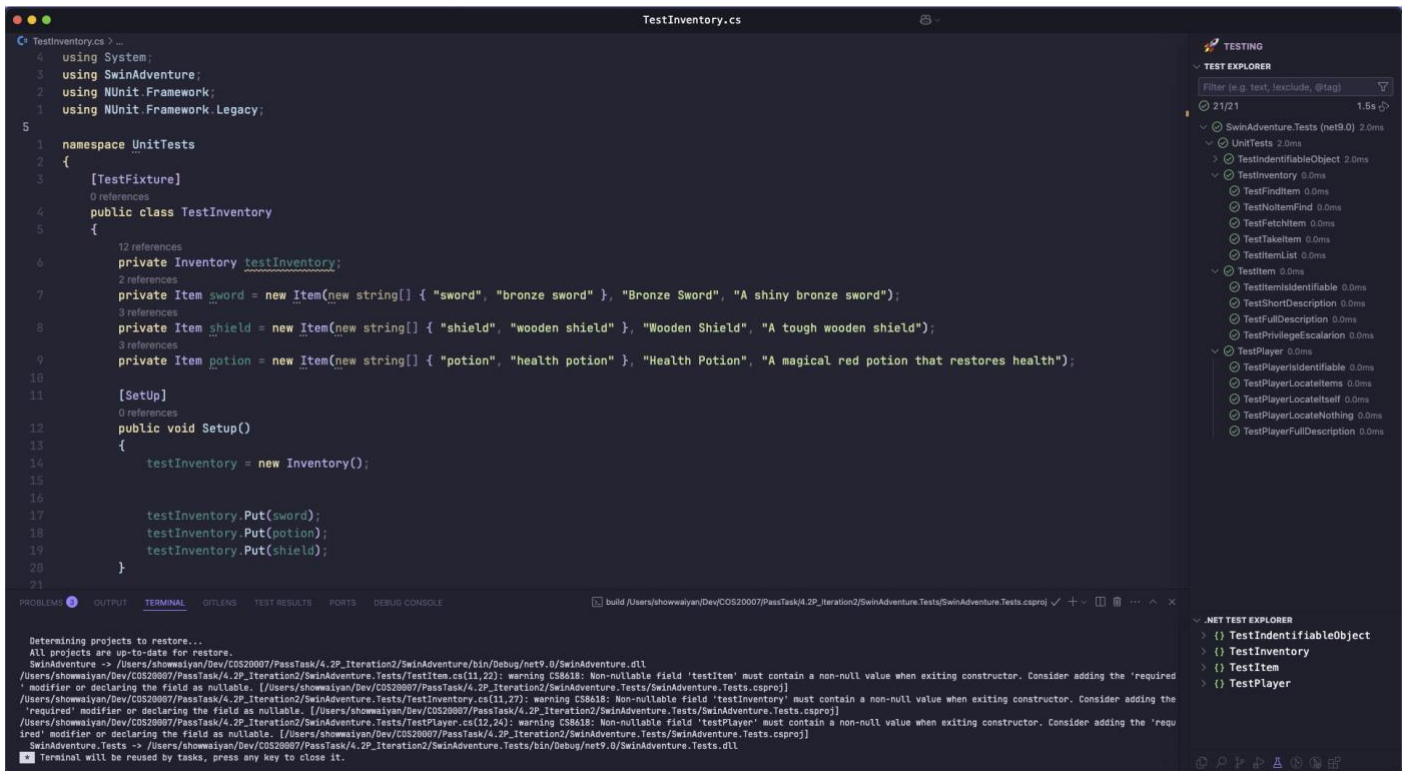 TestInventory.cs
TestInventory.cs > ...
4 using System;
3 using SwinAdventure;
2 using NUnit.Framework;
1 using NUnit.Framework.Legacy;
5
1 namespace UnitTests
2 {
3 [TestFixture]
0 references
4 public class TestInventory
5 {
12 references
6 private Inventory testInventory;
2 references
7 private Item sword = new Item(new string[] { "sword", "bronze sword" }, "Bronze Sword", "A shiny bronze sword");
3 references
8 private Item shield = new Item(new string[] { "shield", "wooden shield" }, "Wooden Shield", "A tough wooden shield");
3 references
9 private Item potion = new Item(new string[] { "potion", "health potion" }, "Health Potion", "A magical red potion that restores health");
10
11 [SetUp]
0 references
12 public void Setup()
13 {
14 testInventory = new Inventory();
15
16
17 testInventory.Put(sword);
18 testInventory.Put(potion);
19 testInventory.Put(shield);
20 }
21
PROBLEMS 3 OUTPUT TERMINAL GITLENS TEST RESULTS PORTS DEBUG CONSOLE
build /Users/showwaiyan/Dev/COS20007/PassTask/4.2P_Iteration2/SwinAdventure.Tests/SwinAdventure.Tests.csproj
Determining projects to restore...
All projects are up-to-date for restore.
SwinAdventure -> /Users/showwaiyan/Dev/COS20007/PassTask/4.2P_Iteration2/SwinAdventure/bin/Debug/net9.0/SwinAdventure.dll
/Users/showwaiyan/Dev/COS20007/PassTask/4.2P_Iteration2/SwinAdventure.Tests/TestItem.cs(11,22): warning CS8618: Non-nullable field 'testItem' must contain a non-null value when exiting constructor. Consider adding the 'required
' modifier or declaring the field as nullable. [/Users/showwaiyan/Dev/COS20007/PassTask/4.2P_Iteration2/SwinAdventure.Tests/SwinAdventure.Tests.csproj]
/Users/showwaiyan/Dev/COS20007/PassTask/4.2P_Iteration2/SwinAdventure.Tests/TestInventory.cs(11,27): warning CS8618: Non-nullable field 'testInventory' must contain a non-null value when exiting constructor. Consider adding the
'required' modifier or declaring the field as nullable. [/Users/showwaiyan/Dev/COS20007/PassTask/4.2P_Iteration2/SwinAdventure.Tests/SwinAdventure.Tests.csproj]
/Users/showwaiyan/Dev/COS20007/PassTask/4.2P_Iteration2/SwinAdventure.Tests/TestPlayer.cs(12,24): warning CS8618: Non-nullable field 'testPlayer' must contain a non-null value when exiting constructor. Consider adding the 'requ
ired' modifier or declaring the field as nullable. [/Users/showwaiyan/Dev/COS20007/PassTask/4.2P_Iteration2/SwinAdventure.Tests/SwinAdventure.Tests.csproj]
SwinAdventure.Tests -> /Users/showwaiyan/Dev/COS20007/PassTask/4.2P_Iteration2/SwinAdventure.Tests/bin/Debug/net9.0/SwinAdventure.Tests.dll
* Terminal will be reused by tasks, press any key to close it.
TESTING
TEST EXPLORER
Filter (e.g. text, !exclude, @tag)
21/21 1.5s
SwinAdventure.Tests (net9.0) 2.0ms
UnitTests 2.0ms
TestIndentifiableObject 2.0ms
TestInventory 0.0ms
TestFindItem 0.0ms
TestNoItemFind 0.0ms
TestFetchItem 0.0ms
TestTakeItem 0.0ms
TestItemList 0.0ms
TestItem 0.0ms
TestItemIsIdentifiable 0.0ms
TestShortDescription 0.0ms
TestFullDescription 0.0ms
TestPrivilegeEscalarion 0.0ms
TestPlayer 0.0ms
TestPlayerIsIdentifiable 0.0ms
TestPlayerLocateItems 0.0ms
TestPlayerLocateItself 0.0ms
TestPlayerLocateNothing 0.0ms
TestPlayerFullDescription 0.0ms
.NET TEST EXPLORER
{} TestIndentifiableObject
{} TestInventory
{} TestItem
{} TestPlayer